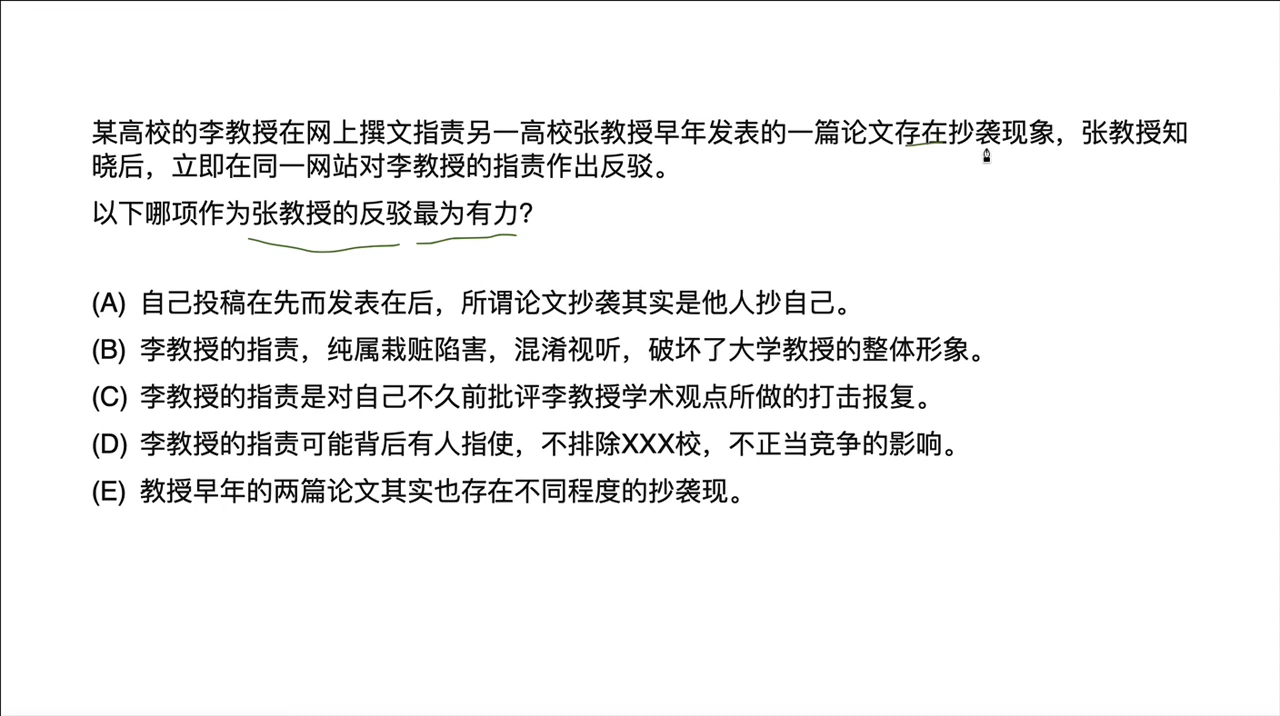 某高校的李教授在网上撰文指责另一高校张教授早年发表的一篇论文存在抄袭现象，张教授知
晓后，立即在同一网站对李教授的指责作出反驳。
以下哪项作为张教授的反驳最为有力?
(A) 自己投稿在先而发表在后，所谓论文抄袭其实是他人抄自己。
(B) 李教授的指责，纯属栽赃陷害，混淆视听，破坏了大学教授的整体形象。
(C) 李教授的指责是对自己不久前批评李教授学术观点所做的打击报复。
(D) 李教授的指责可能背后有人指使，不排除XXX校，不正当竞争的影响。
(E) 教授早年的两篇论文其实也存在不同程度的抄袭现。